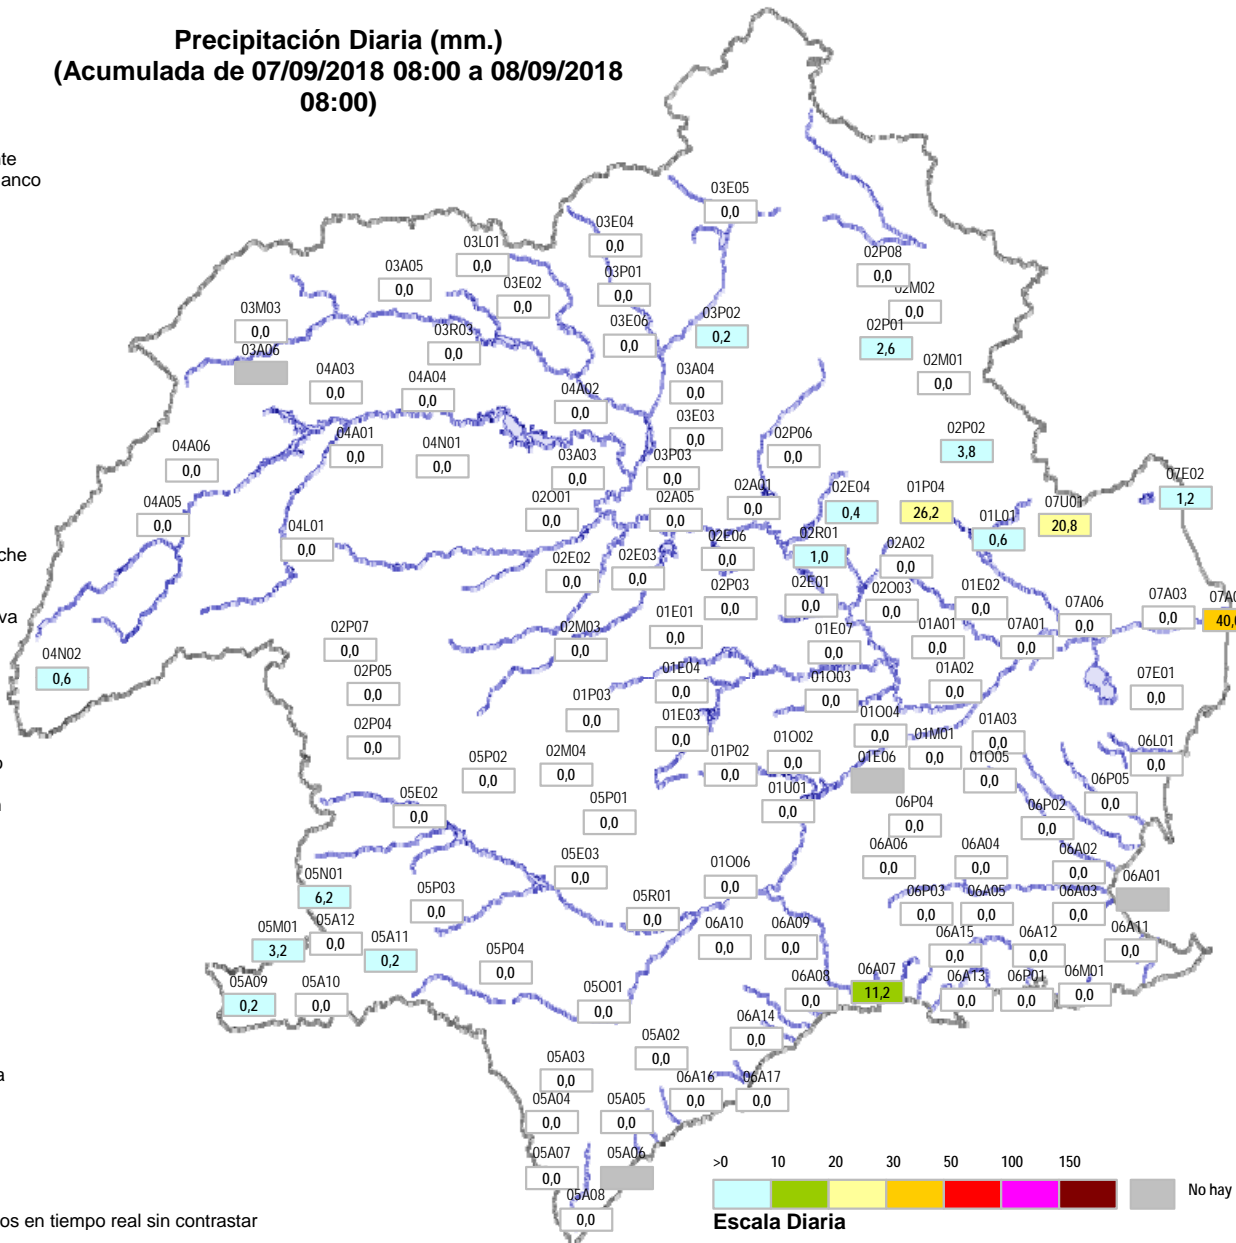 Precipitación Diaria (mm.)
(Acumulada de 07/09/2018 08:00 a 08/09/2018
08:00)
03E05
0,0
03E04
0,0
03L01
0,0
03A05
0,0
03E02
0,0
03P01
0,0
02P08
0,0
02M02
0,0
03M03
0,0
03A06
03R03
0,0
03E06
0,0
03P02
0,2
02P01
2,6
02M01
0,0
04A03
0,0
04A04
0,0
04A02
0,0
03A04
0,0
03E03
0,0
04A01
0,0
04N01
0,0
04A06
0,0
03A03
0,0
03P03
0,0
02P06
0,0
02P02
3,8
07E02
1,2
04A05
0,0
02O01
0,0
02A05
0,0
02A01
0,0
02E04
0,4
01P04
26,2
01L01
0,6
07U01
20,8
04L01
0,0
02E02
0,0
02E03
0,0
02E06
0,0
02R01
1,0
02A02
0,0
02P03
0,0
02E01
0,0
02O03
0,0
01E02
0,0
07A06
0,0
07A03
0,0
40,0
02P07
0,0
02M03
0,0
01E01
0,0
01E07
0,0
01A01
0,0
07A01
0,0
04N02
0,6
02P05
0,0
01E04
0,0
01O03
0,0
01A02
0,0
07E01
0,0
02P04
0,0
01P03
0,0
01E03
0,0
01O04
0,0
01M01
0,0
01A03
0,0
06L01
0,0
05P02
0,0
02M04
0,0
01P02
0,0
01O02
0,0
01E06
01O05
0,0
06P05
0,0
05E02
0,0
05P01
0,0
01U01
0,0
06P04
0,0
06P02
0,0
05E03
0,0
01O06
0,0
06A06
0,0
06A04
0,0
06A02
0,0
06A01
05N01
6,2
05P03
0,0
05R01
0,0
06P03
0,0
06A05
0,0
06A03
0,0
05M01
3,2
05A12
0,0
05A11
0,2
05P04
0,0
06A10
0,0
06A09
0,0
06A15
0,0
06A12
0,0
06A11
0,0
05A09
0,2
05A10
0,0
05O01
0,0
06A08
0,0
06A07
11,2
06A13
0,0
06P01
0,0
06M01
0,0
05A02
0,0
06A14
0,0
05A03
0,0
06A16
0,0
06A17
0,0
05A04
0,0
05A05
0,0
05A07
0,0
05A06
05A08
0,0
>0 10 20 30 50 100 150
No hay
Escala Diaria
en tiempo real sin contrastar